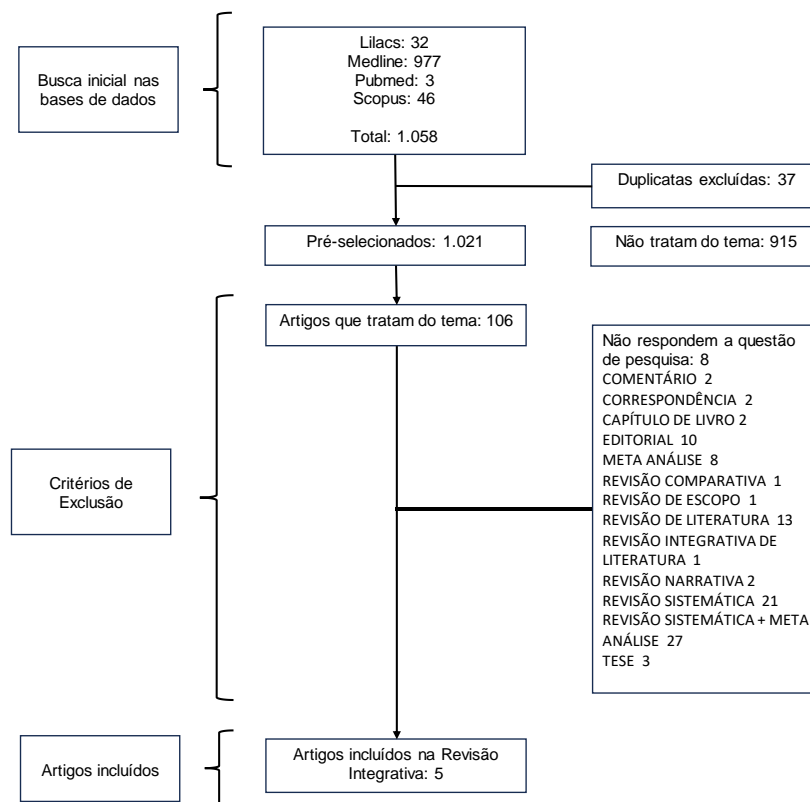 Busca inicial nas
bases de dados
Lilacs: 32
Medline: 977
Pubmed: 3
Scopus: 46
Total: 1.058
Duplicatas excluídas: 37
Pré-selecionados: 1.021
Não tratam do tema: 915
Artigos que tratam do tema: 106
Critérios de
Exclusão
Não respondem a questão
de pesquisa: 8
COMENTÁRIO 2
CORRESPONDÊNCIA 2
CAPÍTULO DE LIVRO 2
EDITORIAL 10
META ANÁLISE 8
REVISÃO COMPARATIVA 1
REVISÃO DE ESCOPO 1
REVISÃO DE LITERATURA 13
REVISÃO INTEGRATIVA DE
LITERATURA 1
REVISÃO NARRATIVA 2
REVISÃO SISTEMÁTICA 21
REVISÃO SISTEMÁTICA + META
ANÁLISE 27
TESE 3
Artigos incluídos
Artigos incluídos na Revisão
Integrativa: 5